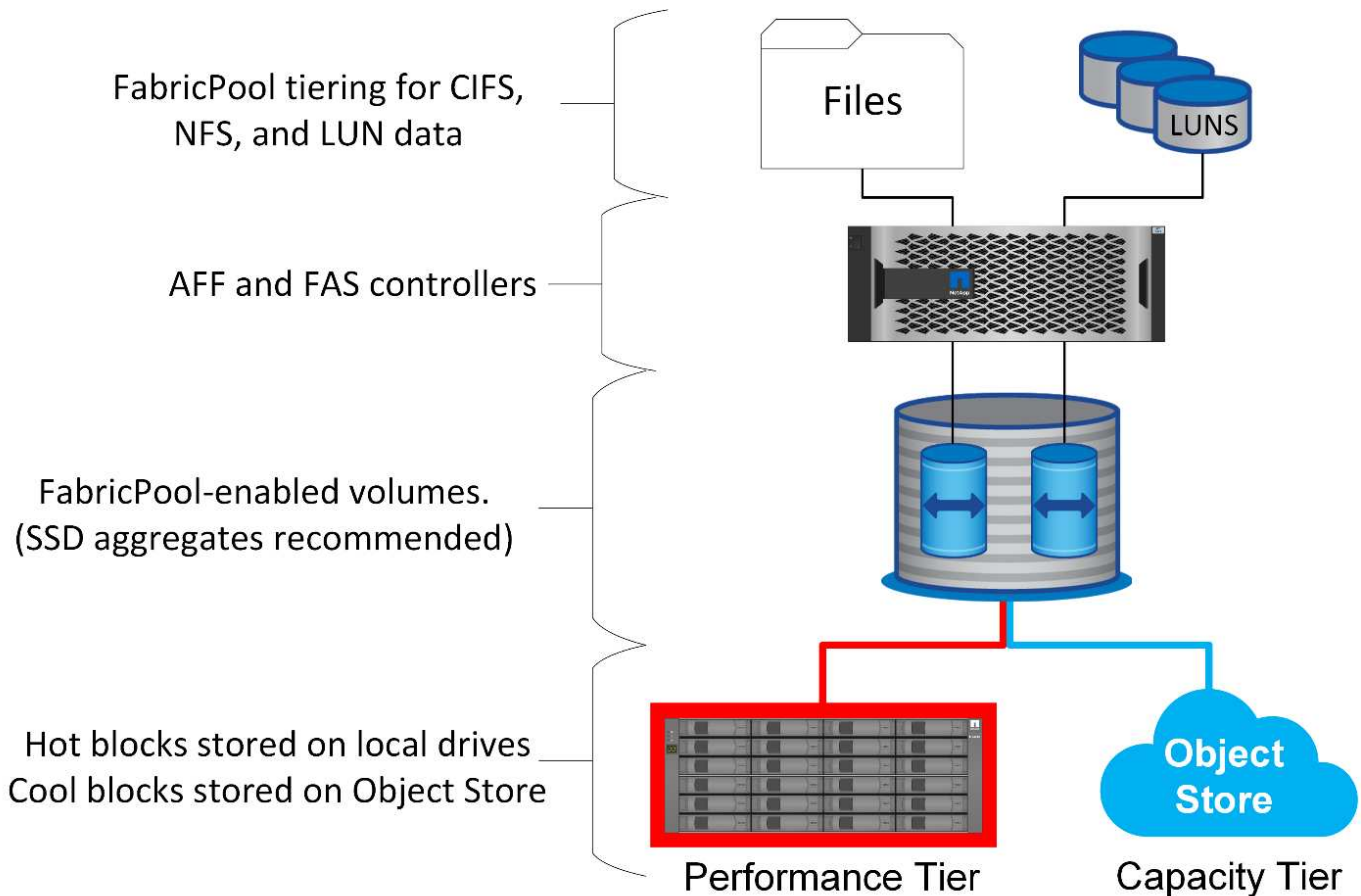 FabricPool tiering for CIFS,
NFS, and LUN data
Files
LUNS
AFF and FAS controllers
NetApp
FabricPool-enabled volumes.
(SSD aggregates recommended)
Hot blocks stored on local drives
Cool blocks stored on Object Store
Object
Store
Performance Tier
Capacity Tier